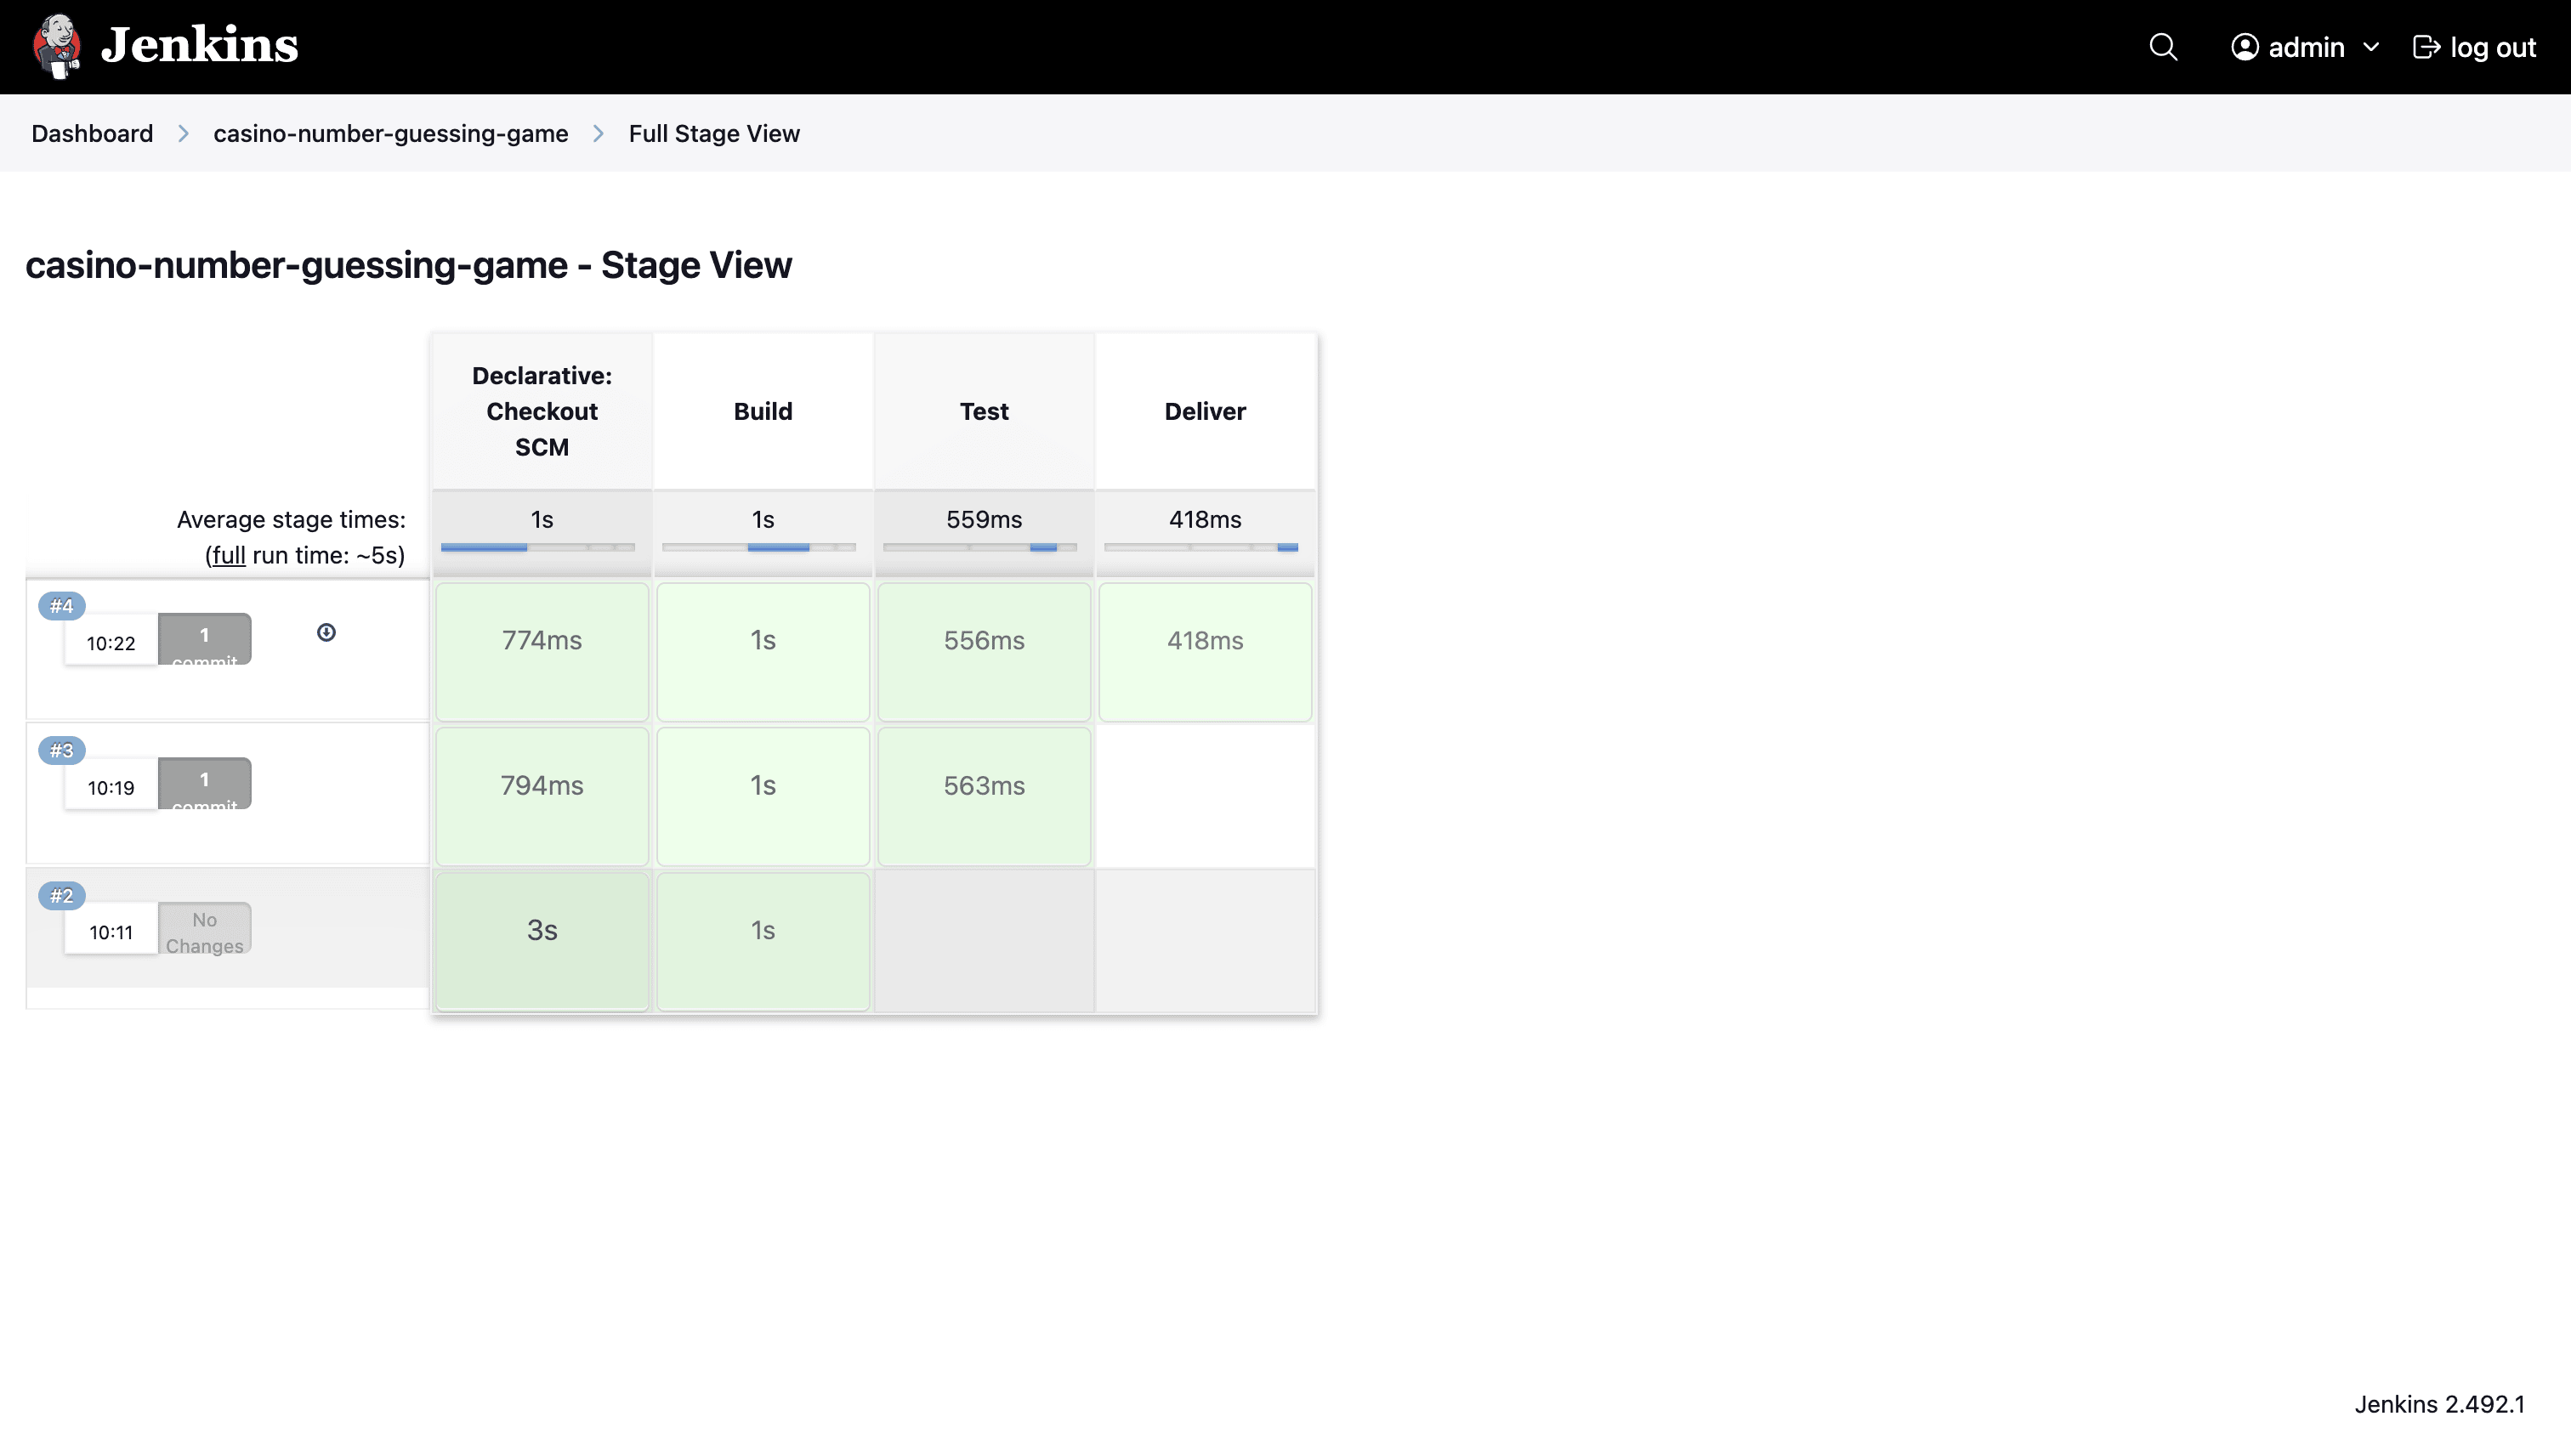 Jenkins
admin
log out
Dashboard
casino-number-guessing-game
Full Stage View
casino-number-guessing-game - Stage View
Declarative:
Checkout
SCM
Build
Test
Deliver
Average stage times:
(full run time: ~5s)
1s
1s
559ms
418ms
#4
10:22
1
commit
774ms
1s
556ms
418ms
#3
10:19
1
commit
794ms
1s
563ms
#2
10:11
No
Changes
3s
1s
Jenkins 2.492.1